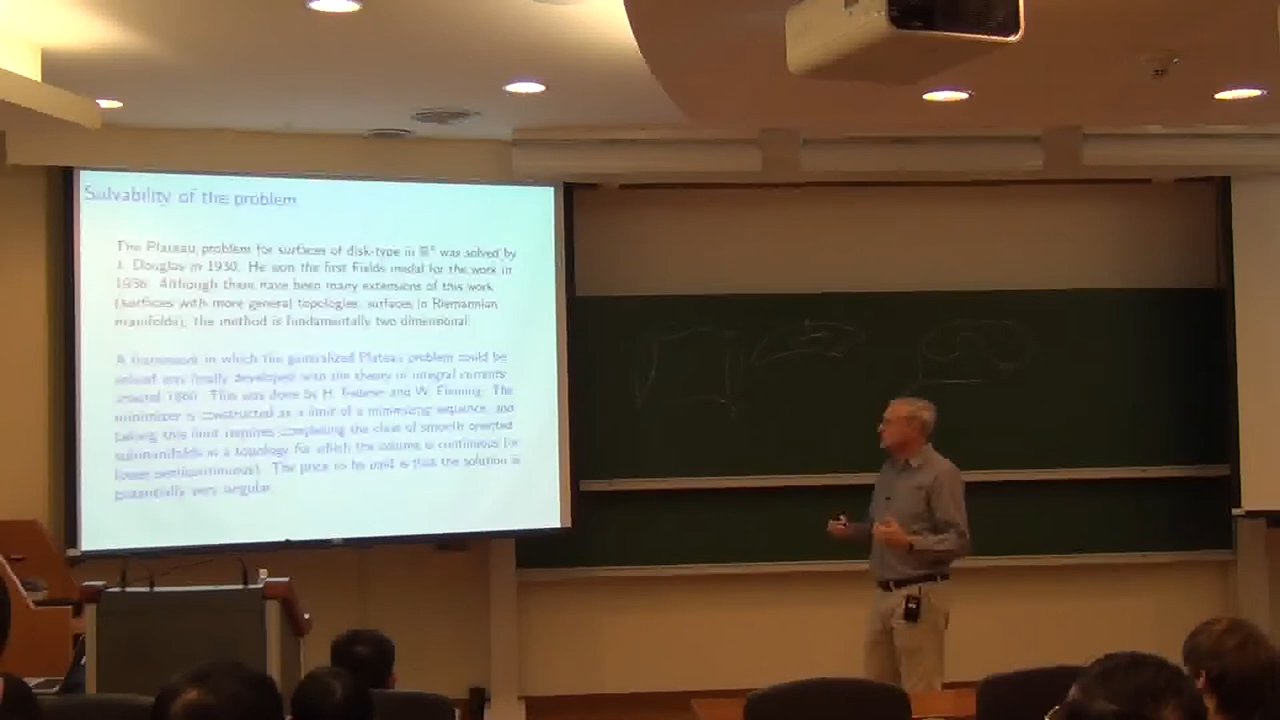 Solvability of the problem
The Plateau problem for surfaces of disk-type in ℝⁿ was solved by
J. Douglas in 1930. He won the first Fields medal for the work in
1936. Although there have been many extensions of this work
(surfaces with more general topologies, surfaces in Riemannian
manifolds), the method is fundamentally two dimensional.
A framework in which the generalized Plateau problem could be
solved was finally developed with the theory of integral currents
around 1960. This was done by H. Federer and W. Fleming. The
minimizer is constructed as a limit of a minimizing sequence, and
taking this limit requires completing the class of smooth oriented
submanifolds in a topology for which the volume is continuous (or
lower semicontinuous). The price to be paid is that the solution is
potentially very singular.